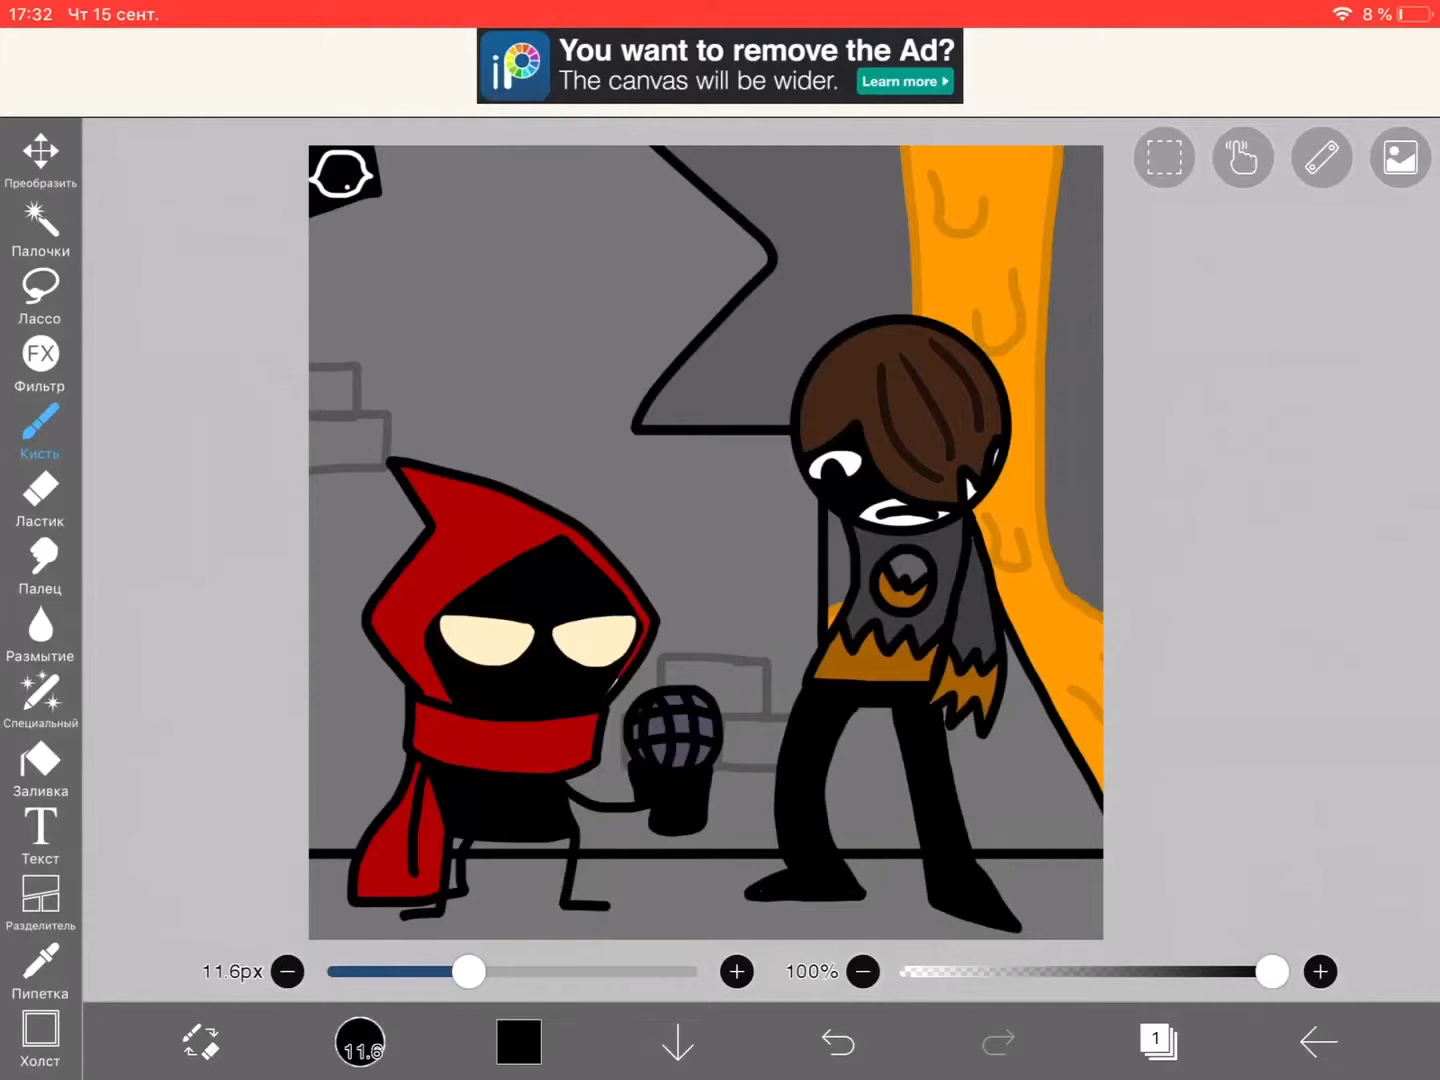 17:32 Чт 15 сент. 8 %
iP You want to remove the Ad?
The canvas will be wider. Learn more
Преобразить
Палочки
Лассо
FX
Фильтр
Кисть
Ластик
Палец
Размытие
Специальный
Заливка
T
Текст
Разделитель
Пипетка
Холст
11.6px 100%
11.6 1